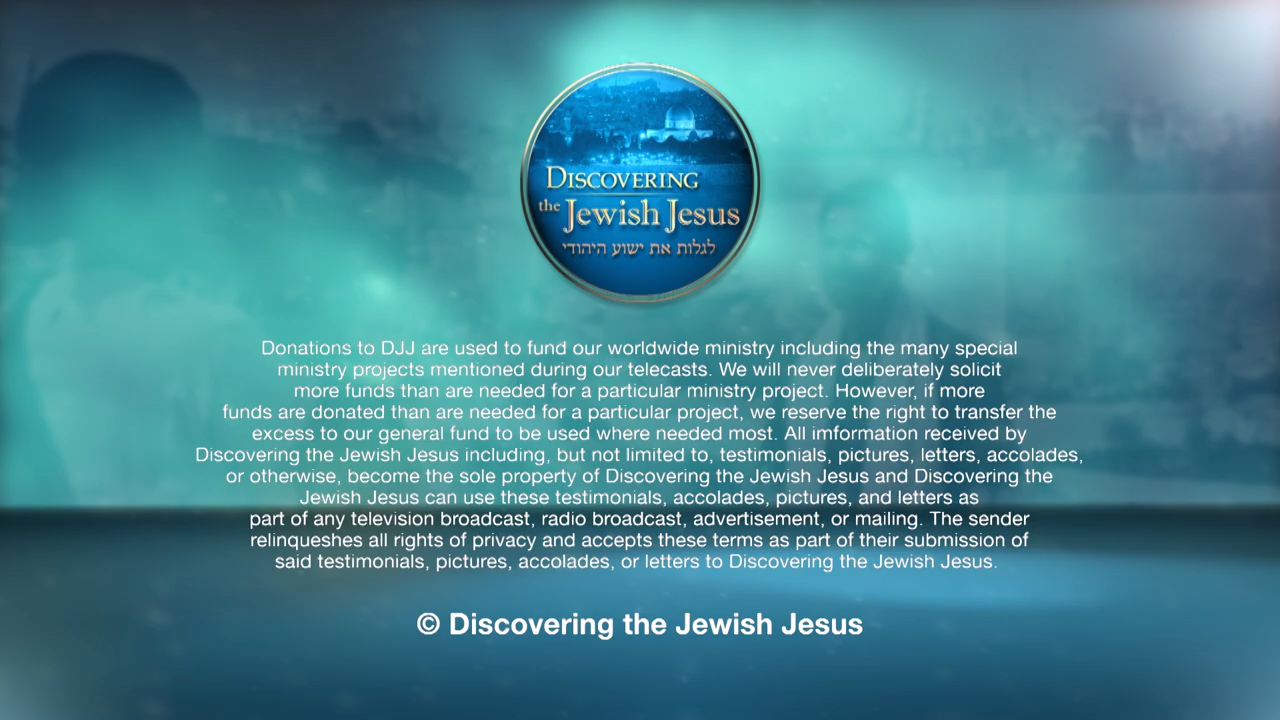 DISCOVERING
the Jewish Jesus
לגלות את ישוע היהודי
Donations to DJJ are used to fund our worldwide ministry including the many special
ministry projects mentioned during our telecasts. We will never deliberately solicit
more funds than are needed for a particular ministry project. However, if more
funds are donated than are needed for a particular project, we reserve the right to transfer the
excess to our general fund to be used where needed most. All imformation received by
Discovering the Jewish Jesus including, but not limited to, testimonials, pictures, letters, accolades,
or otherwise, become the sole property of Discovering the Jewish Jesus and Discovering the
Jewish Jesus can use these testimonials, accolades, pictures, and letters as
part of any television broadcast, radio broadcast, advertisement, or mailing. The sender
relinqueshes all rights of privacy and accepts these terms as part of their submission of
said testimonials, pictures, accolades, or letters to Discovering the Jewish Jesus.
© Discovering the Jewish Jesus